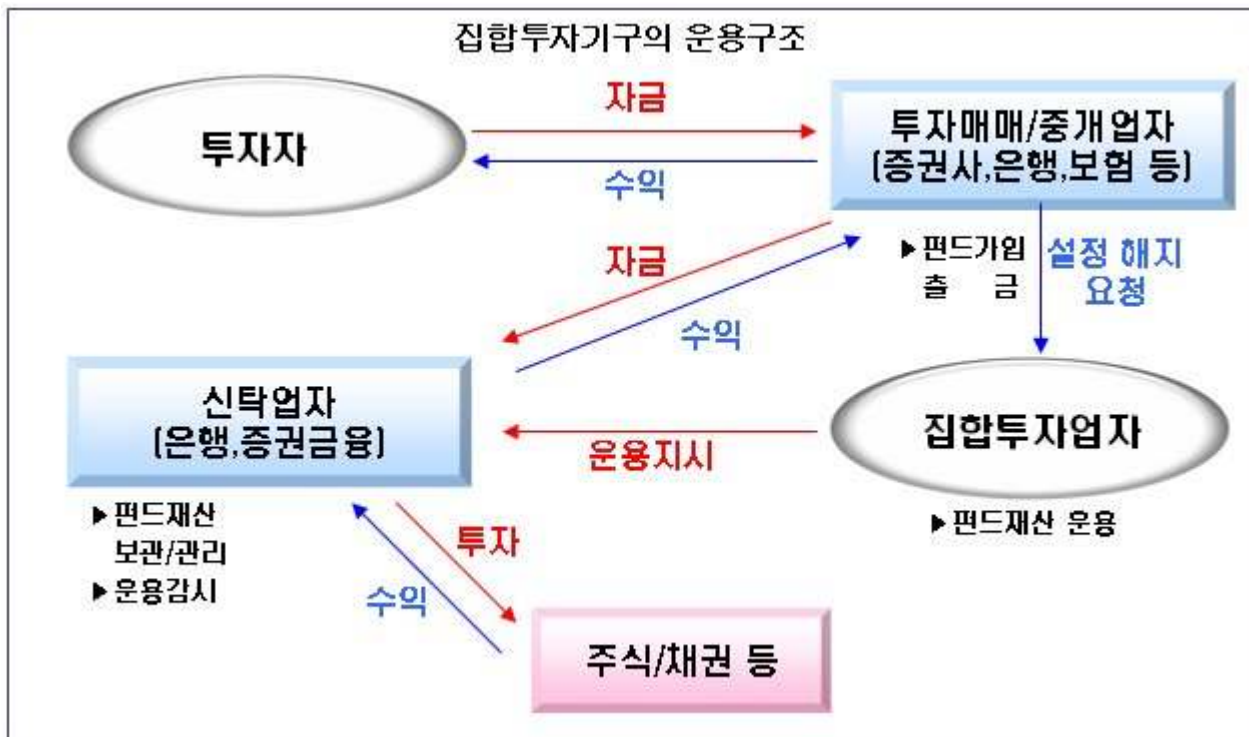 집합투자기구의 운용구조
투자자
자금
수익
투자매매/중개업자
(증권사,은행,보험 등)
자금
수익
▶펀드가입
출 금
설정 해지
요청
신탁업자
(은행,증권금융)
운용지시
집합투자업자
▶펀드재산
보관/관리
▶운용감시
▶펀드재산 운용
투자
수익
주식/채권 등